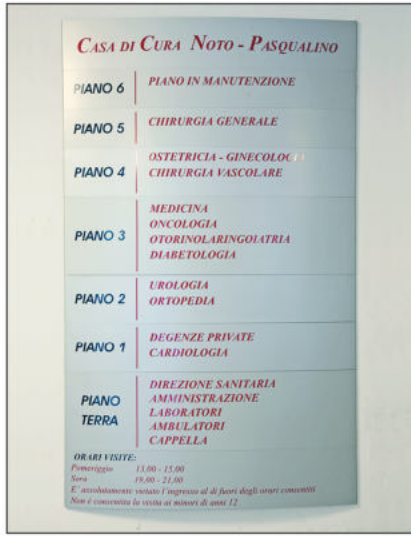 CASA DI CURA NOTO - PASQUALINO
PIANO 6
PIANO IN MANUTENZIONE
PIANO 5
CHIRURGIA GENERALE
PIANO 4
OSTETRICIA - GINECOLOGIA
CHIRURGIA VASCOLARE
PIANO 3
MEDICINA
ONCOLOGIA
OTORINOLARINGOIATRIA
DIABETOLOGIA
PIANO 2
UROLOGIA
ORTOPEDIA
PIANO 1
DEGENZE PRIVATE
CARDIOLOGIA
PIANO
TERRA
DIREZIONE SANITARIA
AMMINISTRAZIONE
LABORATORI
AMBULATORI
CAPPELLA
ORARI VISITE:
Pomeriggio 13,00 - 15,00
Sera 19,00 - 21,00
E' assolutamente vietato l'ingresso al di fuori degli orari consentiti
Non è consentita la visita ai minori di anni 12